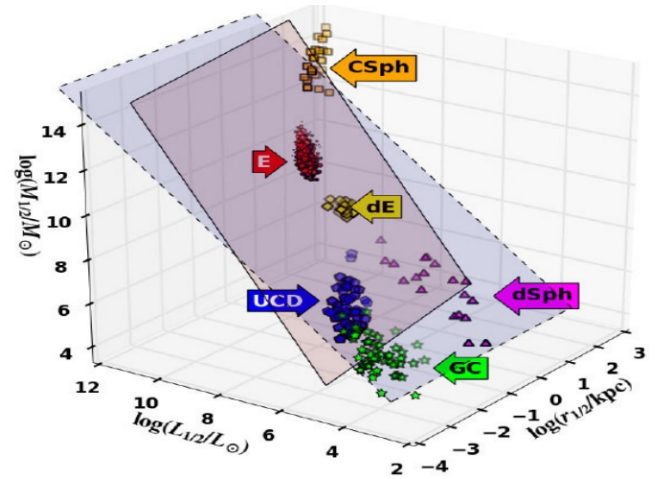 CSph
14
E
12
dE
10
log(M1/2/M⊙)
8
UCD
dSph
6
GC
4
3
2
1
0
−1
−2
−3
−4
log(r1/2/kpc)
12
10
8
6
4
2
log(L1/2/L⊙)